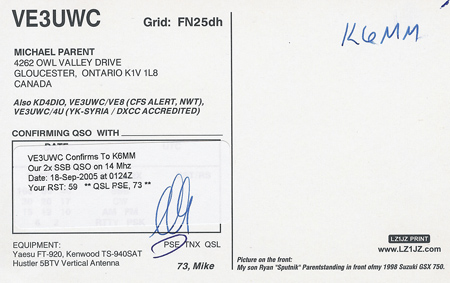 VE3UWC Grid: FN25dh
K6MM
MICHAEL PARENT
4262 OWL VALLEY DRIVE
GLOUCESTER, ONTARIO K1V 1L8
CANADA
Also KD4DIO, VE3UWC/VE8 (CFS ALERT, NWT),
VE3UWC/4U (YK-SYRIA / DXCC ACCREDITED)
CONFIRMING QSO WITH
DATE
VE3UWC Confirms To K6MM
Our 2x SSB QSO on 14 Mhz
Date: 18-Sep-2005 at 0124Z
Your RST: 59 ** QSL PSE, 73 **
EQUIPMENT: PSE TNX QSL
Yaesu FT-920, Kenwood TS-940SAT
Hustler 5BTV Vertical Antenna 73, Mike
LZ1JZ PRINT
www.LZ1JZ.com
Picture on the front:
My son Ryan "Sputnik" Parentstanding in front ofmy 1998 Suzuki GSX 750.